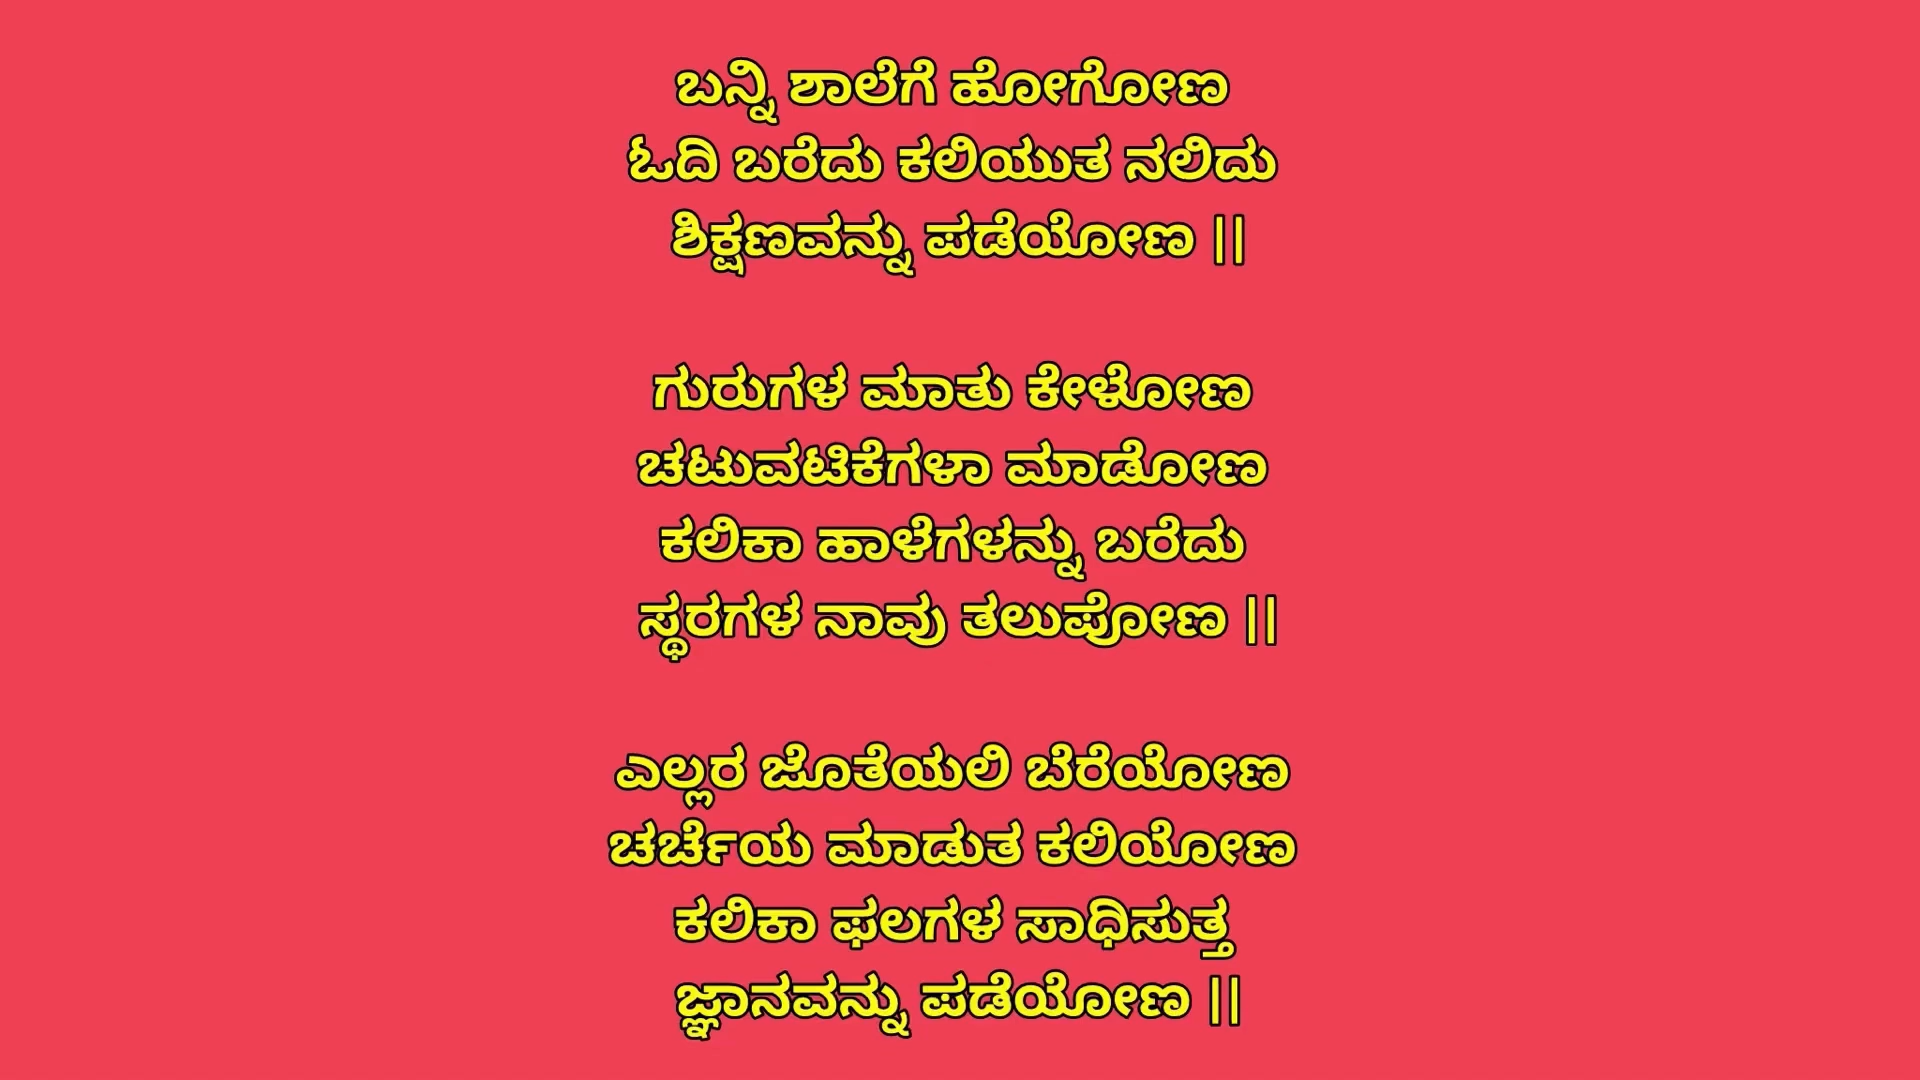 ಬನ್ನಿ ಶಾಲೆಗೆ ಹೋಗೋಣ
ಓದಿ ಬರೆದು ಕಲಿಯುತ ನಲಿದು
ಶಿಕ್ಷಣವನ್ನು ಪಡೆಯೋಣ ||
ಗುರುಗಳ ಮಾತು ಕೇಳೋಣ
ಚಟುವಟಿಕೆಗಳಾ ಮಾಡೋಣ
ಕಲಿಕಾ ಹಾಳೆಗಳನ್ನು ಬರೆದು
ಸ್ಥರಗಳ ನಾವು ತಲುಪೋಣ ||
ಎಲ್ಲರ ಜೊತೆಯಲಿ ಬೆರೆಯೋಣ
ಚರ್ಚೆಯ ಮಾಡುತ ಕಲಿಯೋಣ
ಕಲಿಕಾ ಫಲಗಳ ಸಾಧಿಸುತ್ತ
ಜ್ಞಾನವನ್ನು ಪಡೆಯೋಣ ||